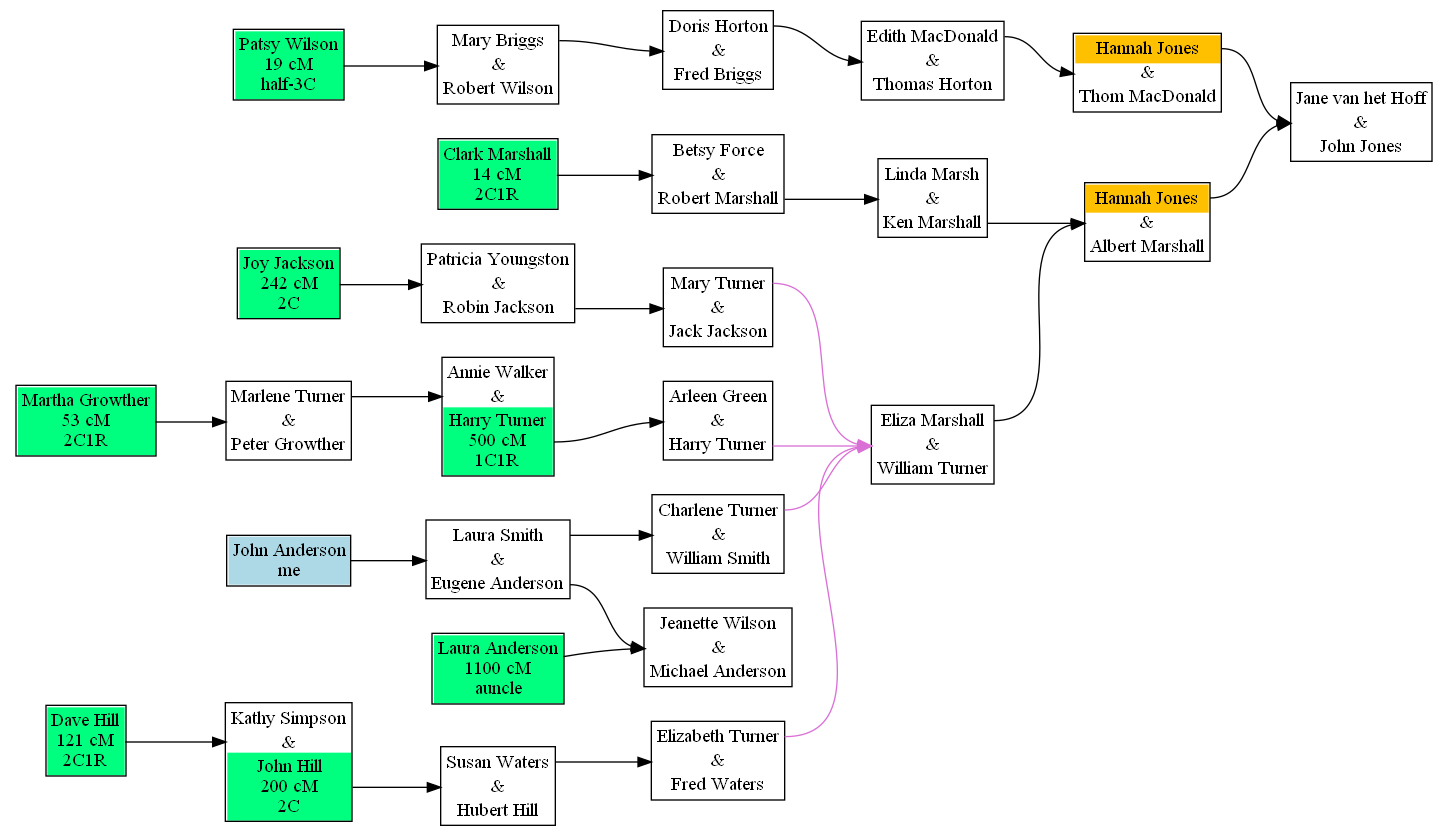 Patsy Wilson
19 cM
half-3C
Mary Briggs
&
Robert Wilson
Doris Horton
&
Fred Briggs
Edith MacDonald
&
Thomas Horton
Hannah Jones
&
Thom MacDonald
Jane van het Hoff
&
John Jones
Clark Marshall
14 cM
2C1R
Betsy Force
&
Robert Marshall
Linda Marsh
&
Ken Marshall
Hannah Jones
&
Albert Marshall
Joy Jackson
242 cM
2C
Patricia Youngston
&
Robin Jackson
Mary Turner
&
Jack Jackson
Martha Growther
53 cM
2C1R
Marlene Turner
&
Peter Growther
Annie Walker
&
Harry Turner
500 cM
1C1R
Arleen Green
&
Harry Turner
Eliza Marshall
&
William Turner
John Anderson
me
Laura Smith
&
Eugene Anderson
Charlene Turner
&
William Smith
Laura Anderson
1100 cM
auncle
Jeanette Wilson
&
Michael Anderson
Dave Hill
121 cM
2C1R
Kathy Simpson
&
John Hill
200 cM
2C
Susan Waters
&
Hubert Hill
Elizabeth Turner
&
Fred Waters